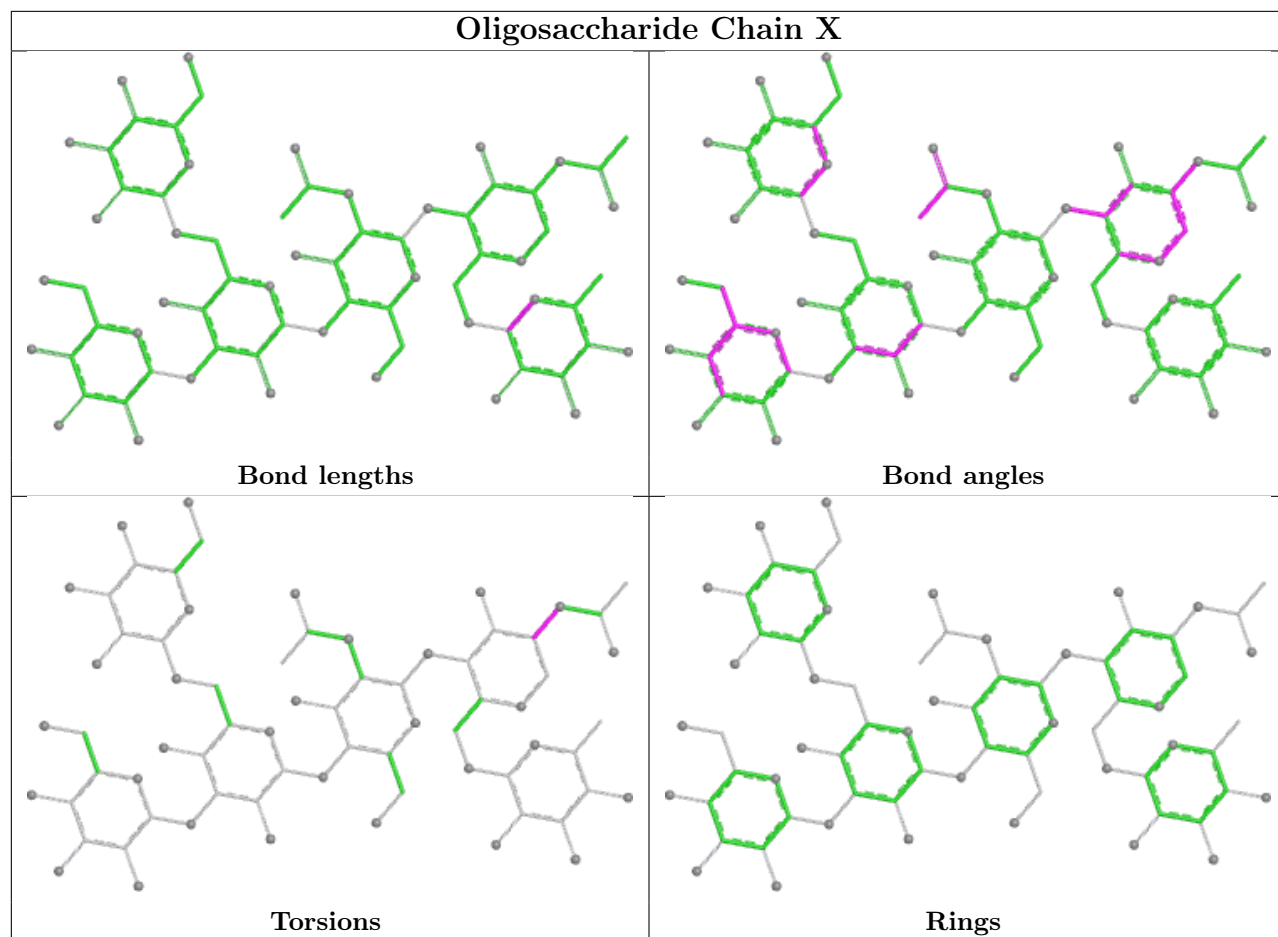 Oligosaccharide Chain X
Bond lengths
Bond angles
Torsions
Rings